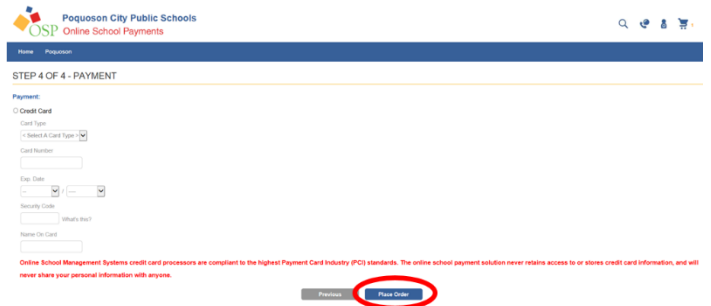 Poquoson City Public Schools
OSP Online School Payments
Home Poquoson
STEP 4 OF 4 - PAYMENT
Payment:
Credit Card
Card Type
< Select A Card Type >
Card Number
Exp. Date
-- / ----
Security Code
What's this?
Name On Card
Online School Management Systems credit card processors are compliant to the highest Payment Card Industry (PCI) standards. The online school payment solution never retains access to or stores credit card information, and will
never share your personal information with anyone.
Previous Place Order